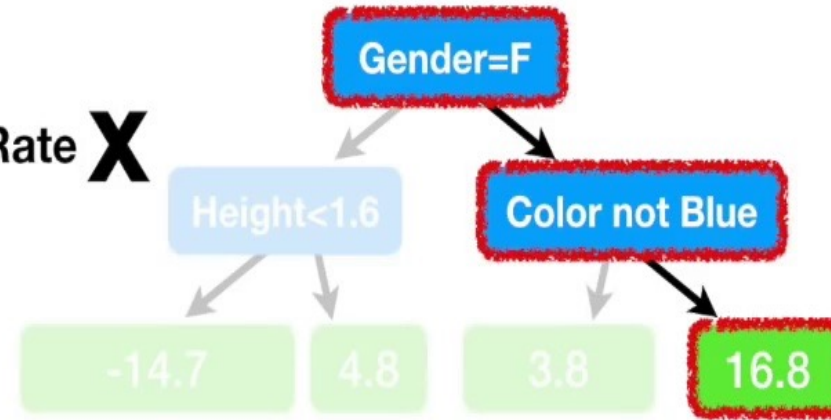 Gender=F
Rate X
Height<1.6
Color not Blue
-14.7
4.8
3.8
16.8